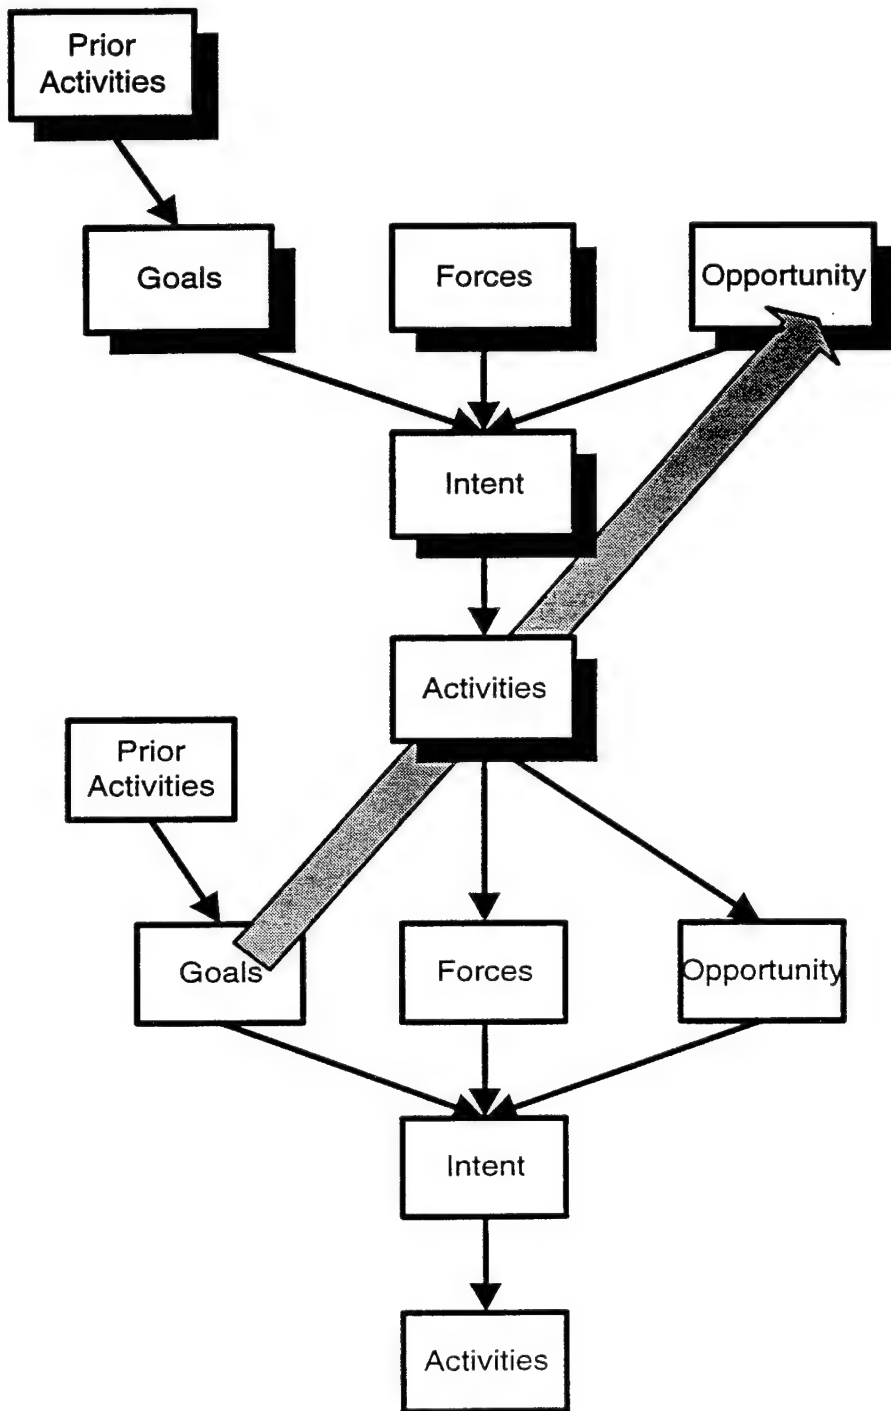 Prior
Activities
Goals
Forces
Opportunity
Intent
Activities
Prior
Activities
Goals
Forces
Opportunity
Intent
Activities